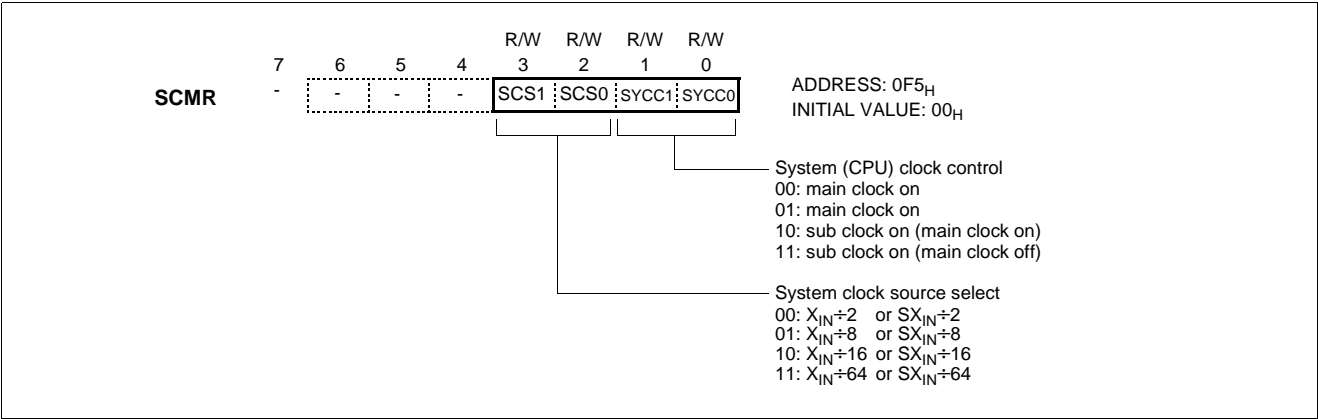 R/W R/W R/W R/W
7 6 5 4 3 2 1 0
SCMR - - - - SCS1 SCS0 SYCC1 SYCC0
ADDRESS: 0F5H
INITIAL VALUE: 00H
System (CPU) clock control
00: main clock on
01: main clock on
10: sub clock on (main clock on)
11: sub clock on (main clock off)
System clock source select
00: XIN÷2 or SXIN÷2
01: XIN÷8 or SXIN÷8
10: XIN÷16 or SXIN÷16
11: XIN÷64 or SXIN÷64